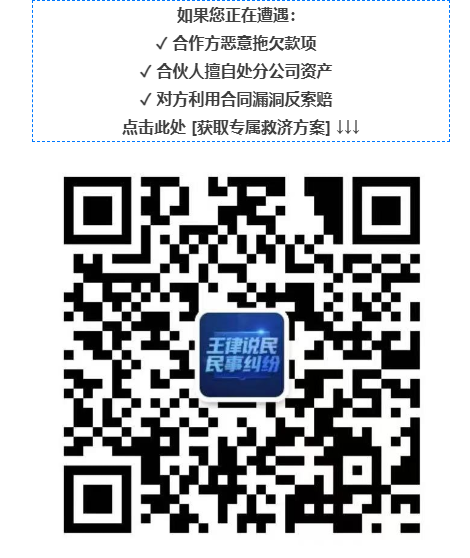 如果您正在遭遇：
✓ 合作方恶意拖欠款项
✓ 合伙人擅自处分公司资产
✓ 对方利用合同漏洞反索赔
点击此处 [获取专属救济方案] ↓↓↓
王律说民
民事纠纷